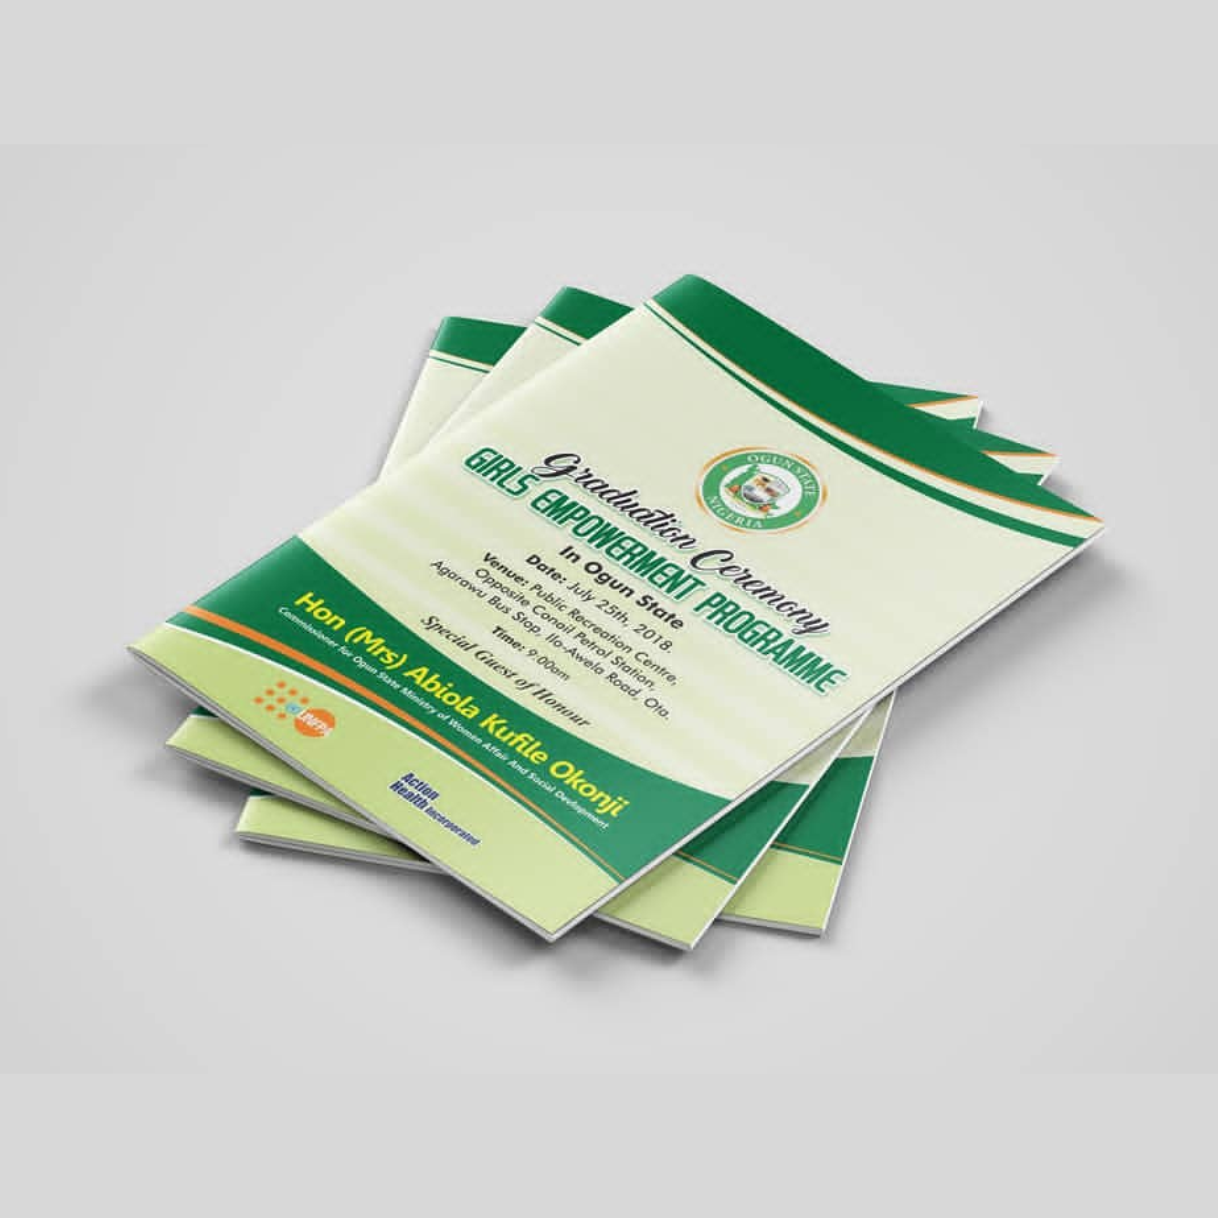 OGUN STATE
NIGERIA
Graduation Ceremony
GIRLS EMPOWERMENT PROGRAMME
In Ogun State
Date: July 25th, 2018.
Venue: Public Recreation Centre,
Opposite Conoil Petrol Station,
Agarawu Bus Stop, Ilo-Awela Road, Ota.
Time: 9:00am
Special Guest of Honour
Hon (Mrs) Abiola Kufile Okonji
Commissioner for Ogun State Ministry of Woman Affair And Social Devlopment
UNFPA
Action
Health Incorporated